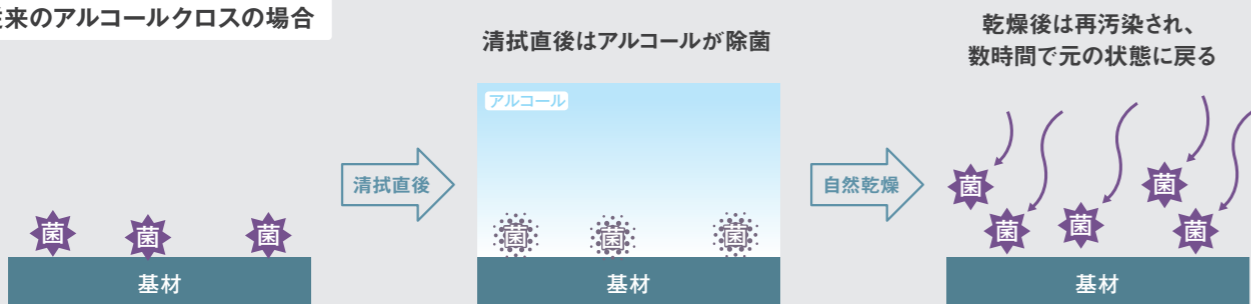 来のアルコールクロスの場合
清拭直後はアルコールが除菌
乾燥後は再汚染され、
数時間で元の状態に戻る
アルコール
清拭直後
自然乾燥
菌
菌
菌
菌
菌
菌
菌
菌
菌
菌
菌
基材
基材
基材